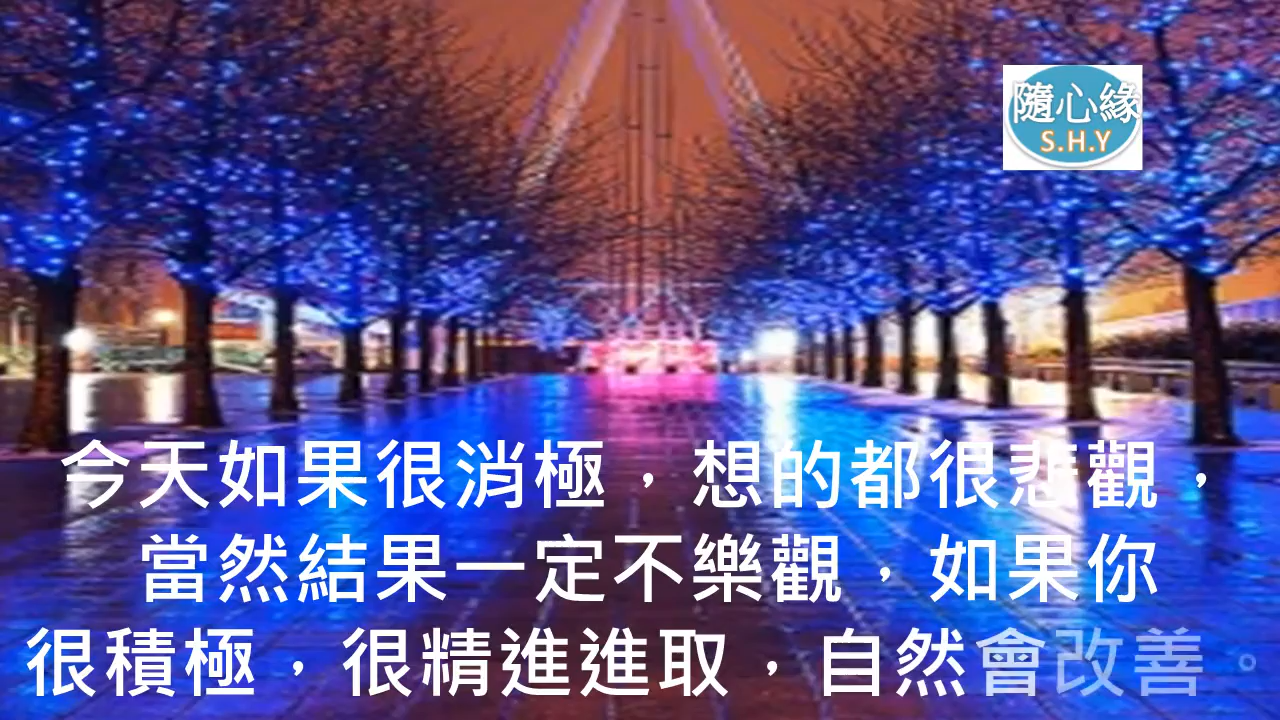 隨心緣
S.H.Y
今天如果很消極，想的都很悲觀，
當然結果一定不樂觀，如果你
很積極，很精進進取，自然會改善。